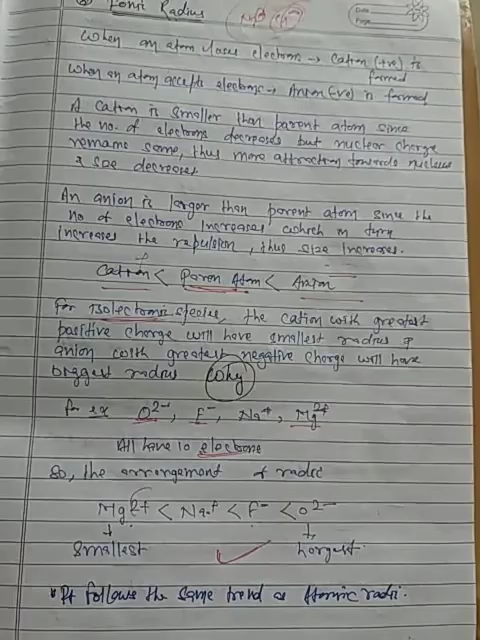 Ionic Radius
Date
Page
When an atom loses electrons → Cation (+ve) is
formed
When an atom accepts electrons → Anion (-ve) is formed
A Cation is smaller than parent atom since
the no. of electrons decreases but nuclear charge
remains same, thus more attraction towards nucleus
& size decreases.
An anion is larger than parent atom since the
no of electrons increases which in turn
increases the repulsion, thus size increases.
Cation < Paren Atom < Anion
For Isolectronic species, the cation with greatest
positive charge will have smallest radius &
anion with greatest negative charge will have
biggest radius (Why)
for ex O²⁻, F⁻, Na⁺, Mg²⁺
All have 10 electrons
So, the arrangement of radii
Mg²⁺ < Na⁺ < F⁻ < O²⁻
↓ ↓
Smallest Largest
* It follows the same trend as Atomic radii.